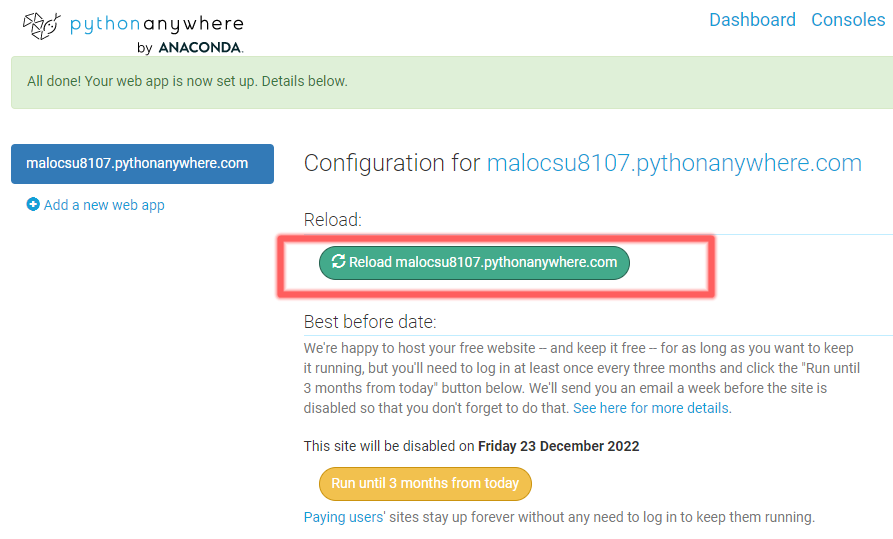 pythonanywhere
by ANACONDA.
Dashboard Consoles
All done! Your web app is now set up. Details below.
malocsu8107.pythonanywhere.com
Add a new web app
Configuration for malocsu8107.pythonanywhere.com
Reload:
Reload malocsu8107.pythonanywhere.com
Best before date:
We're happy to host your free website -- and keep it free -- for as long as you want to keep
it running, but you'll need to log in at least once every three months and click the "Run until
3 months from today" button below. We'll send you an email a week before the site is
disabled so that you don't forget to do that. See here for more details.
This site will be disabled on Friday 23 December 2022
Run until 3 months from today
Paying users' sites stay up forever without any need to log in to keep them running.